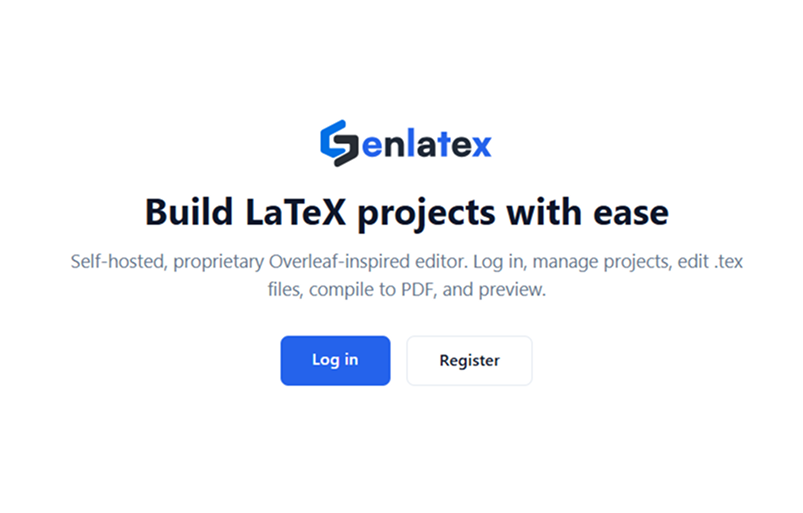 Genlatex
Build LaTeX projects with ease
Self-hosted, proprietary Overleaf-inspired editor. Log in, manage projects, edit .tex
files, compile to PDF, and preview.
Log in
Register